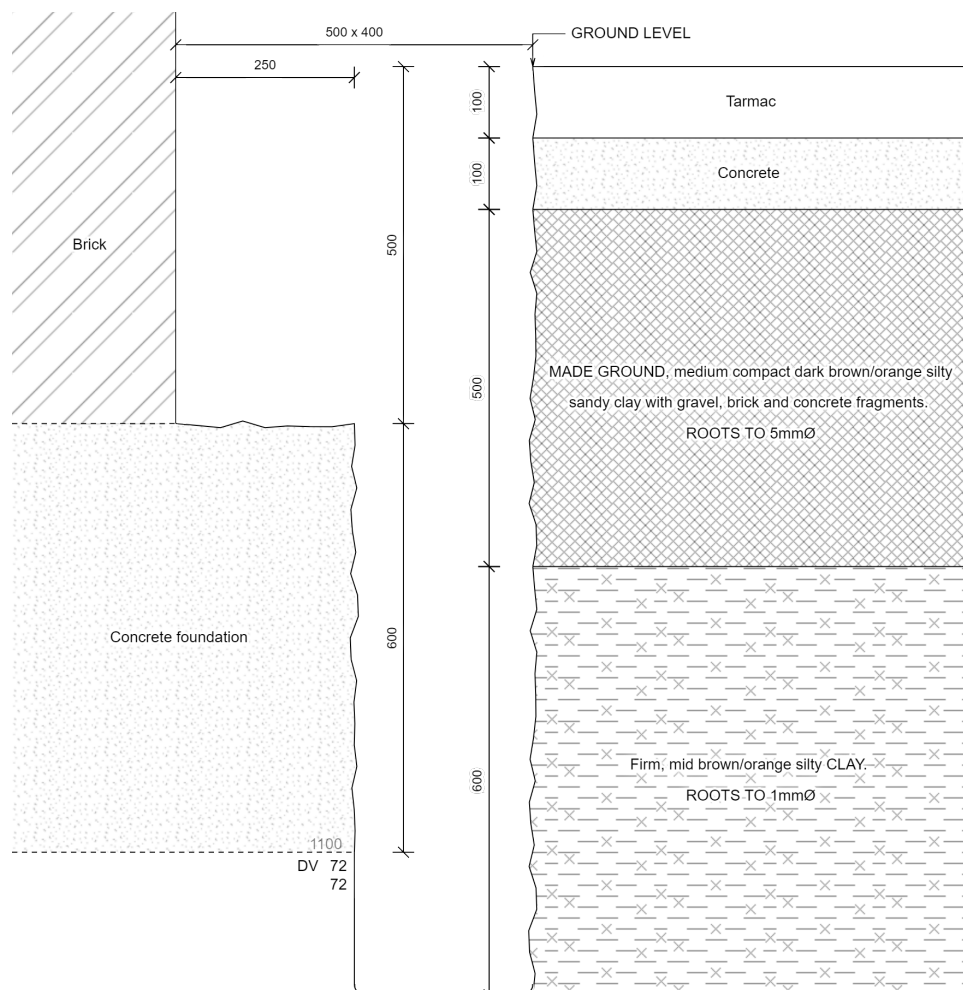 500 x 400
GROUND LEVEL
250
100
Tarmac
100
Concrete
Brick
500
500
MADE GROUND, medium compact dark brown/orange silty
sandy clay with gravel, brick and concrete fragments.
ROOTS TO 5mmØ
Concrete foundation
600
600
Firm, mid brown/orange silty CLAY.
ROOTS TO 1mmØ
1100
DV 72
72